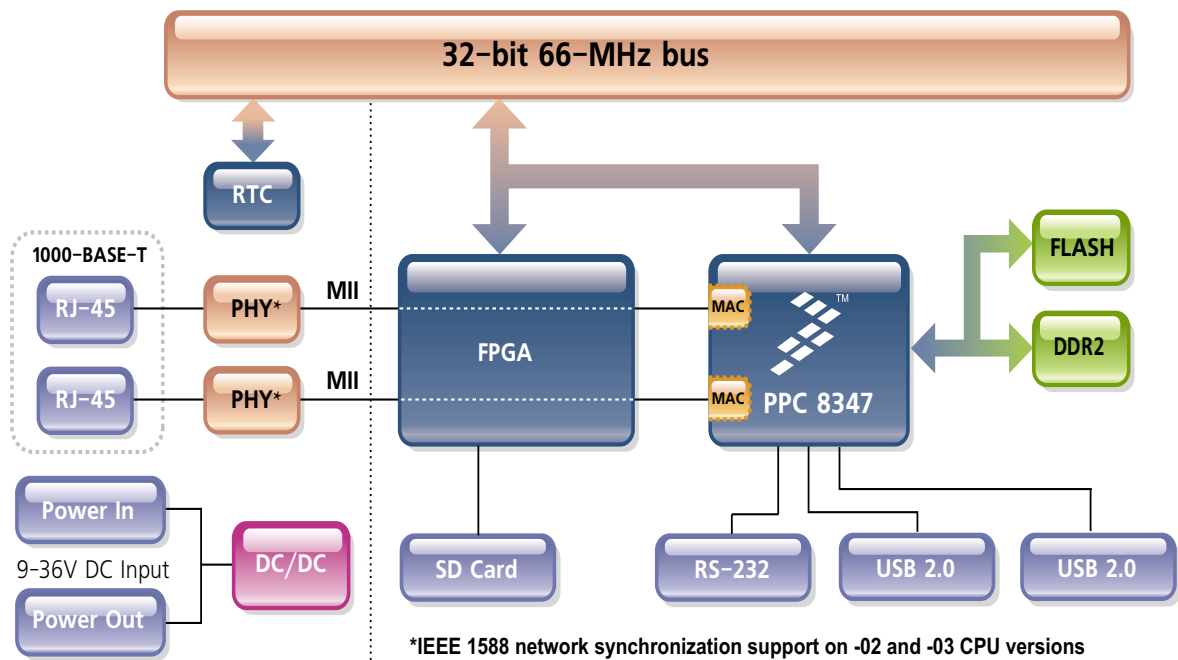 32-bit 66-MHz bus
RTC
1000-BASE-T
RJ-45
PHY*
MII
RJ-45
PHY*
MII
FPGA
MAC
TM
MAC
PPC 8347
FLASH
DDR2
Power In
9-36V DC Input
Power Out
DC/DC
SD Card
RS-232
USB 2.0
USB 2.0
*IEEE 1588 network synchronization support on -02 and -03 CPU versions